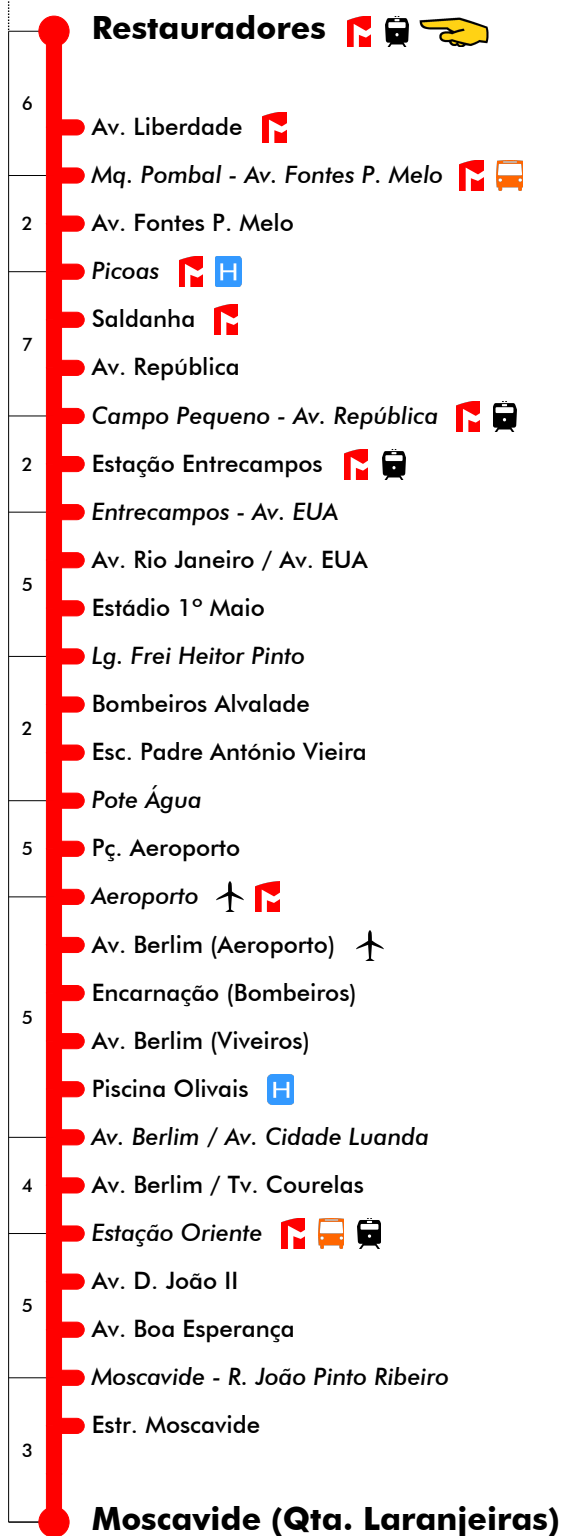 Restauradores
6
Av. Liberdade
Mq. Pombal - Av. Fontes P. Melo
2
Av. Fontes P. Melo
Picoas H
Saldanha
7
Av. República
Campo Pequeno - Av. República
2
Estação Entrecampos
Entrecampos - Av. EUA
Av. Rio Janeiro / Av. EUA
5
Estádio 1º Maio
Lg. Frei Heitor Pinto
Bombeiros Alvalade
2
Esc. Padre António Vieira
Pote Água
5
Pç. Aeroporto
Aeroporto
Av. Berlim (Aeroporto)
Encarnação (Bombeiros)
5
Av. Berlim (Viveiros)
Piscina Olivais H
Av. Berlim / Av. Cidade Luanda
4
Av. Berlim / Tv. Courelas
Estação Oriente
Av. D. João II
5
Av. Boa Esperança
Moscavide - R. João Pinto Ribeiro
Estr. Moscavide
3
Moscavide (Qta. Laranjeiras)